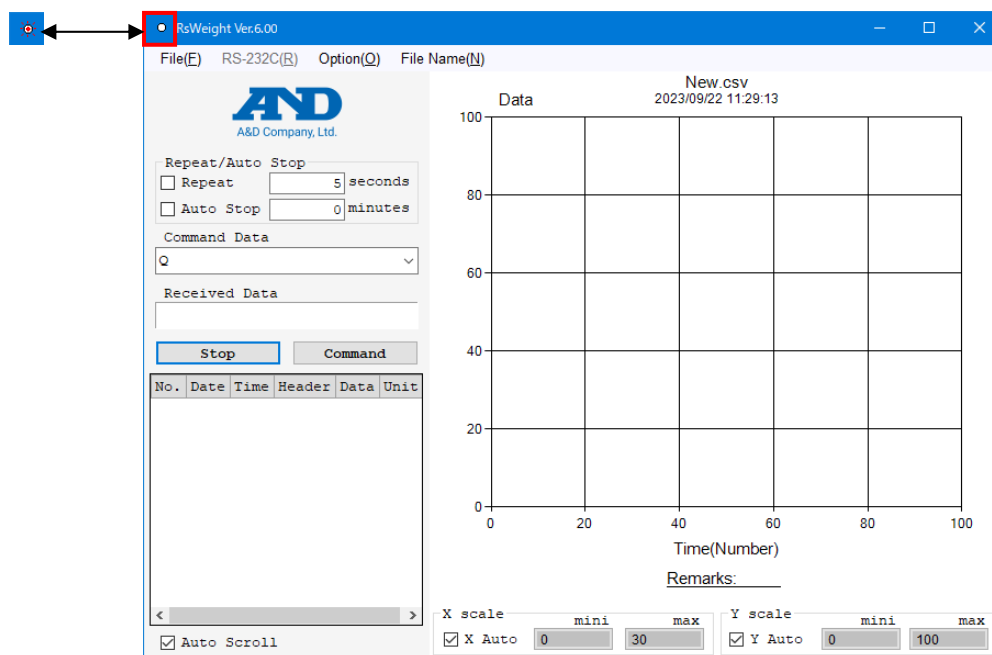 RsWeight Ver.6.00
File(F) RS-232C(R) Option(O) File Name(N)
AND
A&D Company, Ltd.
Repeat/Auto Stop
Repeat 5 seconds
Auto Stop 0 minutes
Command Data
Q
Received Data
Stop Command
No. Date Time Header Data Unit
Auto Scroll
New.csv
Data 2023/09/22 11:29:13
100
80
60
40
20
0
0 20 40 60 80 100
Time(Number)
Remarks:
X scale mini max
X Auto 0 30
Y scale mini max
Y Auto 0 100